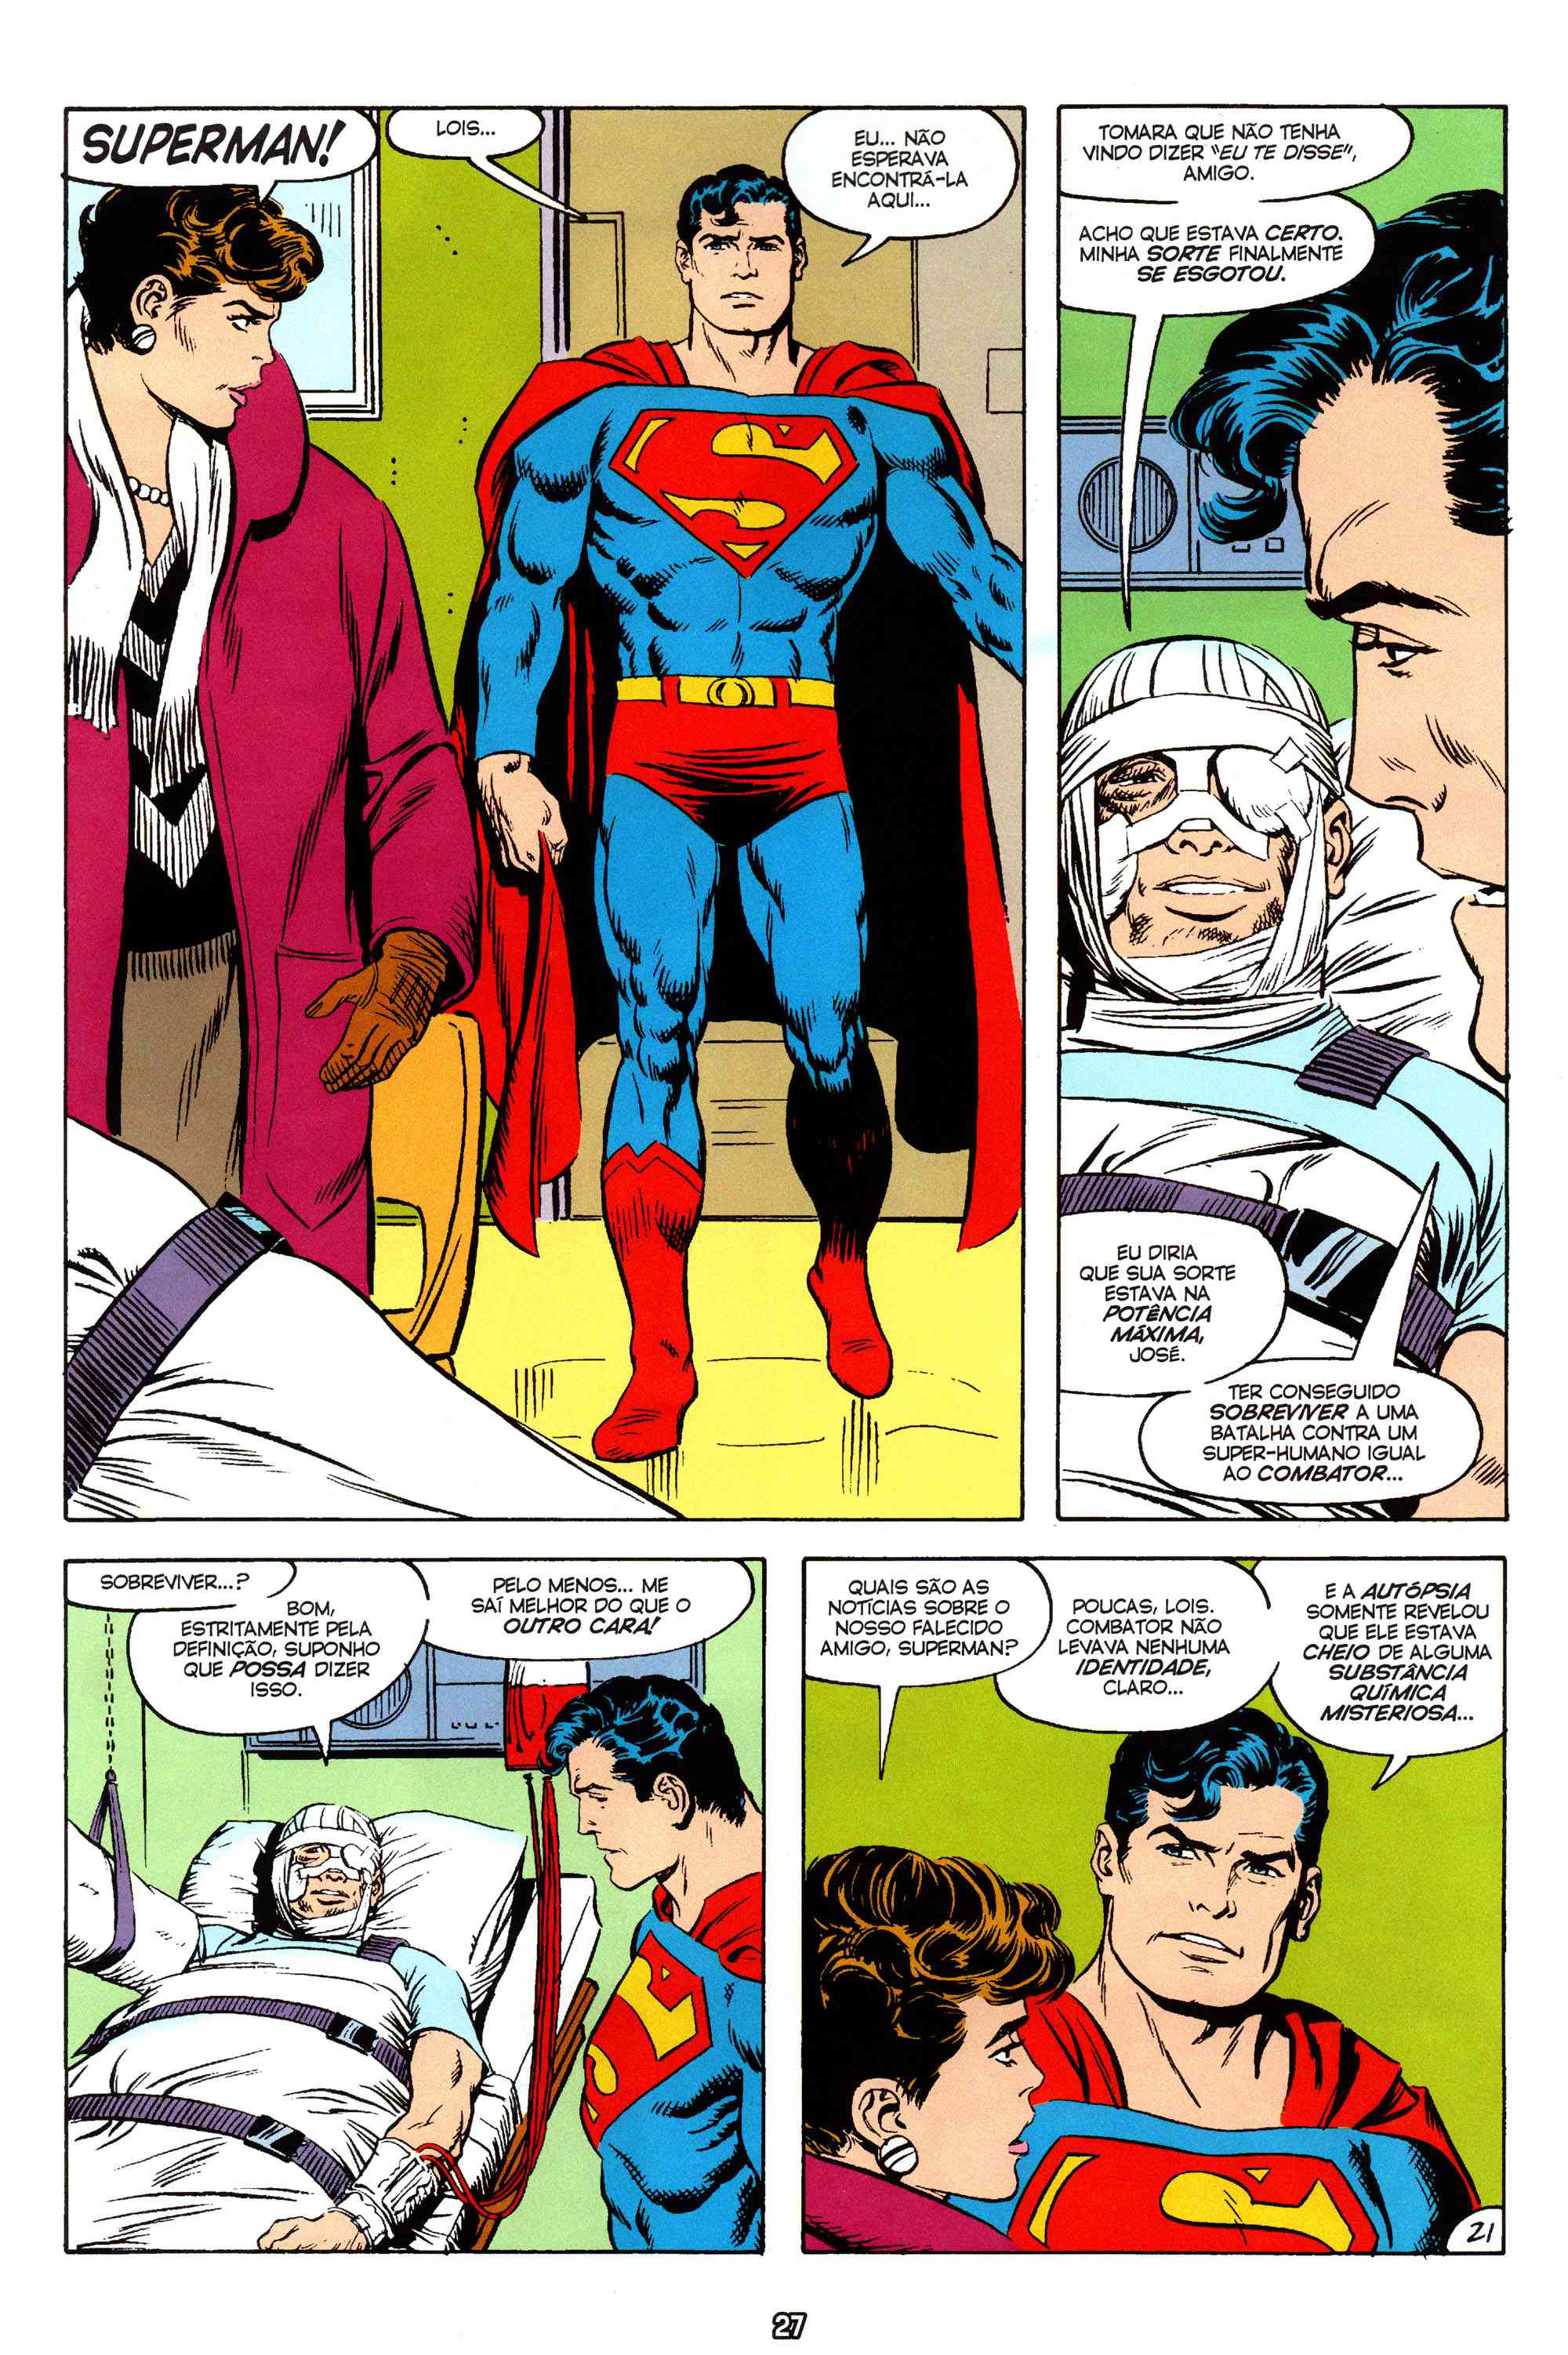 SUPERMAN!
LOIS...
EU... NÃO
ESPERAVA
ENCONTRÁ-LA
AQUI...
TOMARA QUE NÃO TENHA
VINDO DIZER "EU TE DISSE",
AMIGO.
ACHO QUE ESTAVA CERTO.
MINHA SORTE FINALMENTE
SE ESGOTOU.
EU DIRIA
QUE SUA SORTE
ESTAVA NA
POTÊNCIA
MÁXIMA,
JOSÉ.
TER CONSEGUIDO
SOBREVIVER A UMA
BATALHA CONTRA UM
SUPER-HUMANO IGUAL
AO COMBATOR...
SOBREVIVER...?
BOM,
ESTRITAMENTE PELA
DEFINIÇÃO, SUPONHO
QUE POSSA DIZER
ISSO.
PELO MENOS... ME
SAÍ MELHOR DO QUE O
OUTRO CARA!
QUAIS SÃO AS
NOTÍCIAS SOBRE O
NOSSO FALECIDO
AMIGO, SUPERMAN?
POUCAS, LOIS.
COMBATOR NÃO
LEVAVA NENHUMA
IDENTIDADE,
CLARO...
E A AUTÓPSIA
SOMENTE REVELOU
QUE ELE ESTAVA
CHEIO DE ALGUMA
SUBSTÂNCIA
QUÍMICA
MISTERIOSA...
21
27